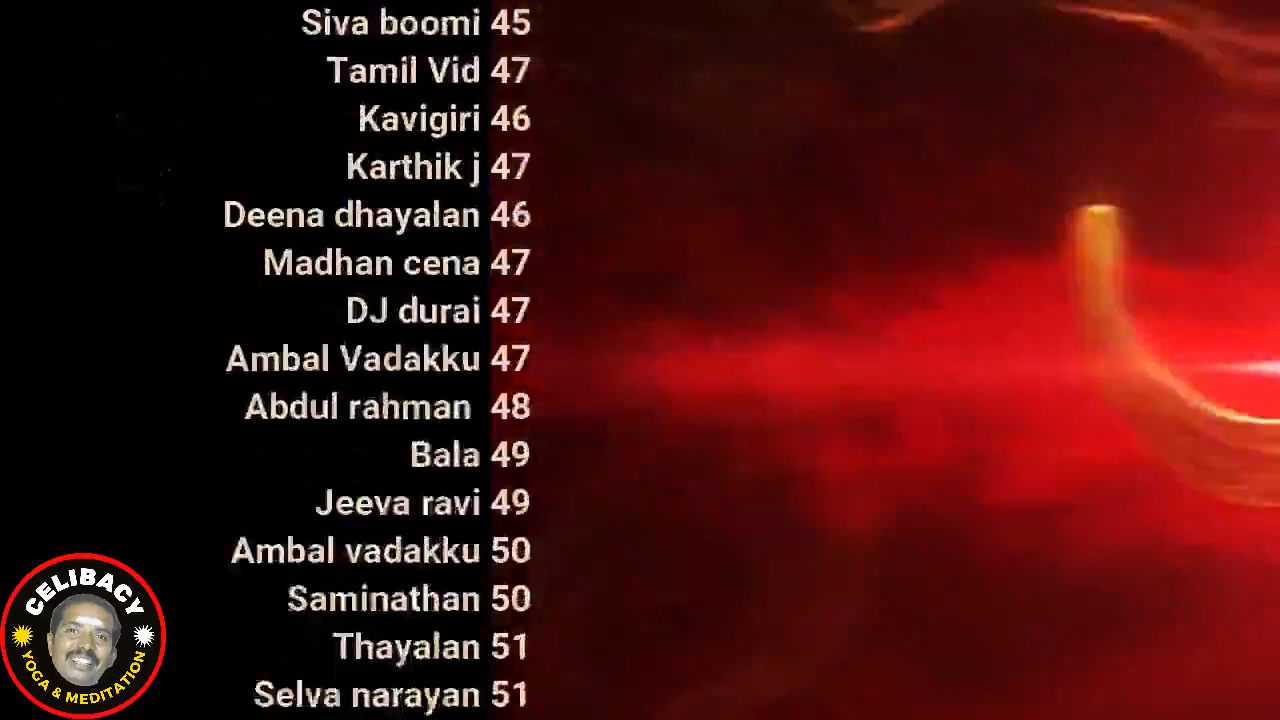 Siva boomi 45
Tamil Vid 47
Kavigiri 46
Karthik j 47
Deena dhayalan 46
Madhan cena 47
DJ durai 47
Ambal Vadakku 47
Abdul rahman 48
Bala 49
Jeeva ravi 49
Ambal vadakku 50
Saminathan 50
Thayalan 51
Selva narayan 51
CELIBACY
YOGA & MEDITATION